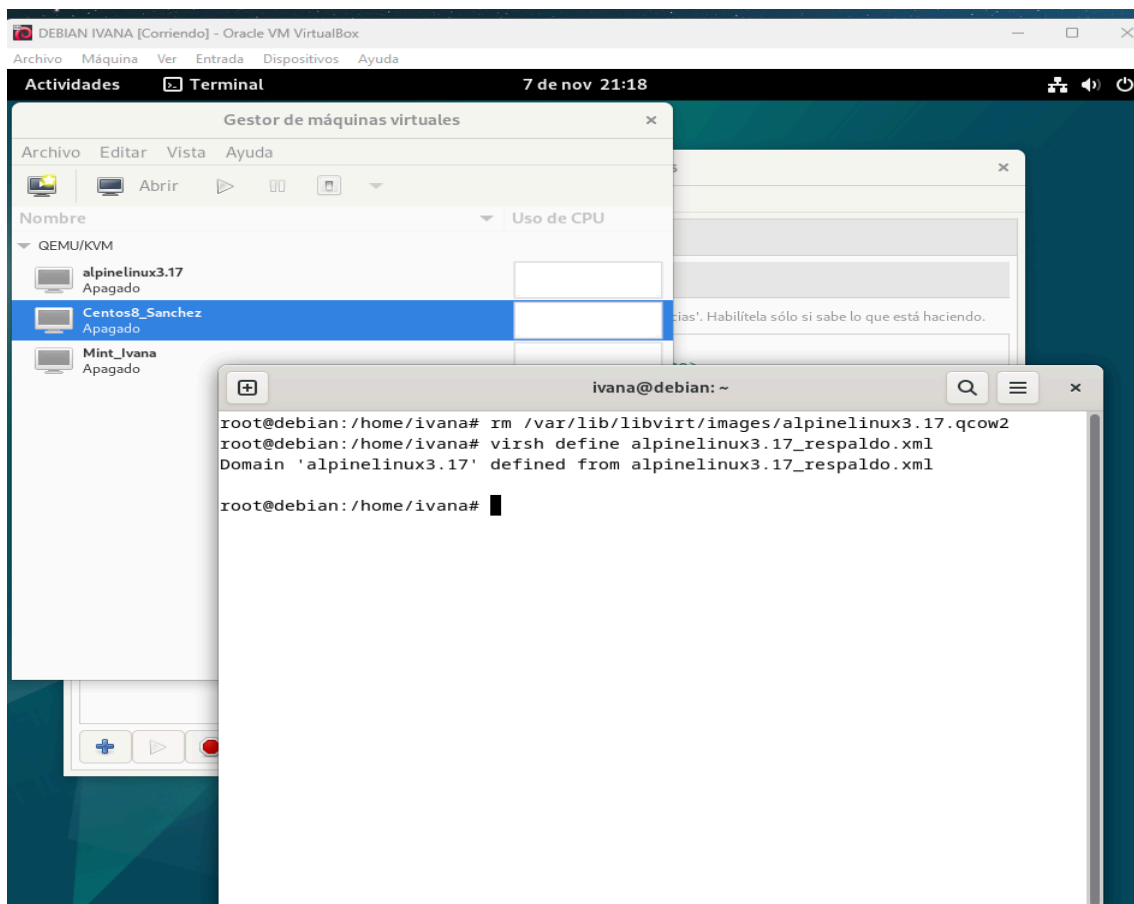 DEBIAN IVANA [Corriendo] - Oracle VM VirtualBox
Archivo Máquina Ver Entrada Dispositivos Ayuda
Actividades Terminal 7 de nov 21:18
Gestor de máquinas virtuales
Archivo Editar Vista Ayuda
Abrir
Nombre Uso de CPU
QEMU/KVM
alpinelinux3.17
Apagado
Centos8_Sanchez
Apagado
Mint_Ivana
Apagado
Habilítela sólo si sabe lo que está haciendo.
ivana@debian: ~
root@debian:/home/ivana# rm /var/lib/libvirt/images/alpinelinux3.17.qcow2
root@debian:/home/ivana# virsh define alpinelinux3.17_respaldo.xml
Domain 'alpinelinux3.17' defined from alpinelinux3.17_respaldo.xml
root@debian:/home/ivana#